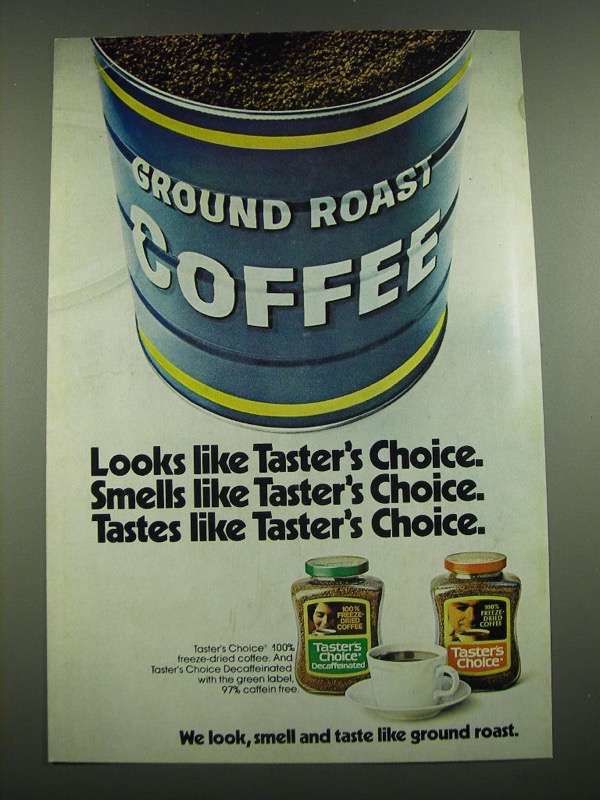 GROUND ROAST
COFFEE
Looks like Taster's Choice.
Smells like Taster's Choice.
Tastes like Taster's Choice.
100%
FREEZE-
DRIED
COFFEE
Taster's
Choice®
Decaffeinated
100%
FREEZE-
DRIED
COFFEE
Taster's
Choice®
Taster's Choice® 100%
freeze-dried coffee. And
Taster's Choice Decaffeinated
with the green label,
97% caffein free.
We look, smell and taste like ground roast.